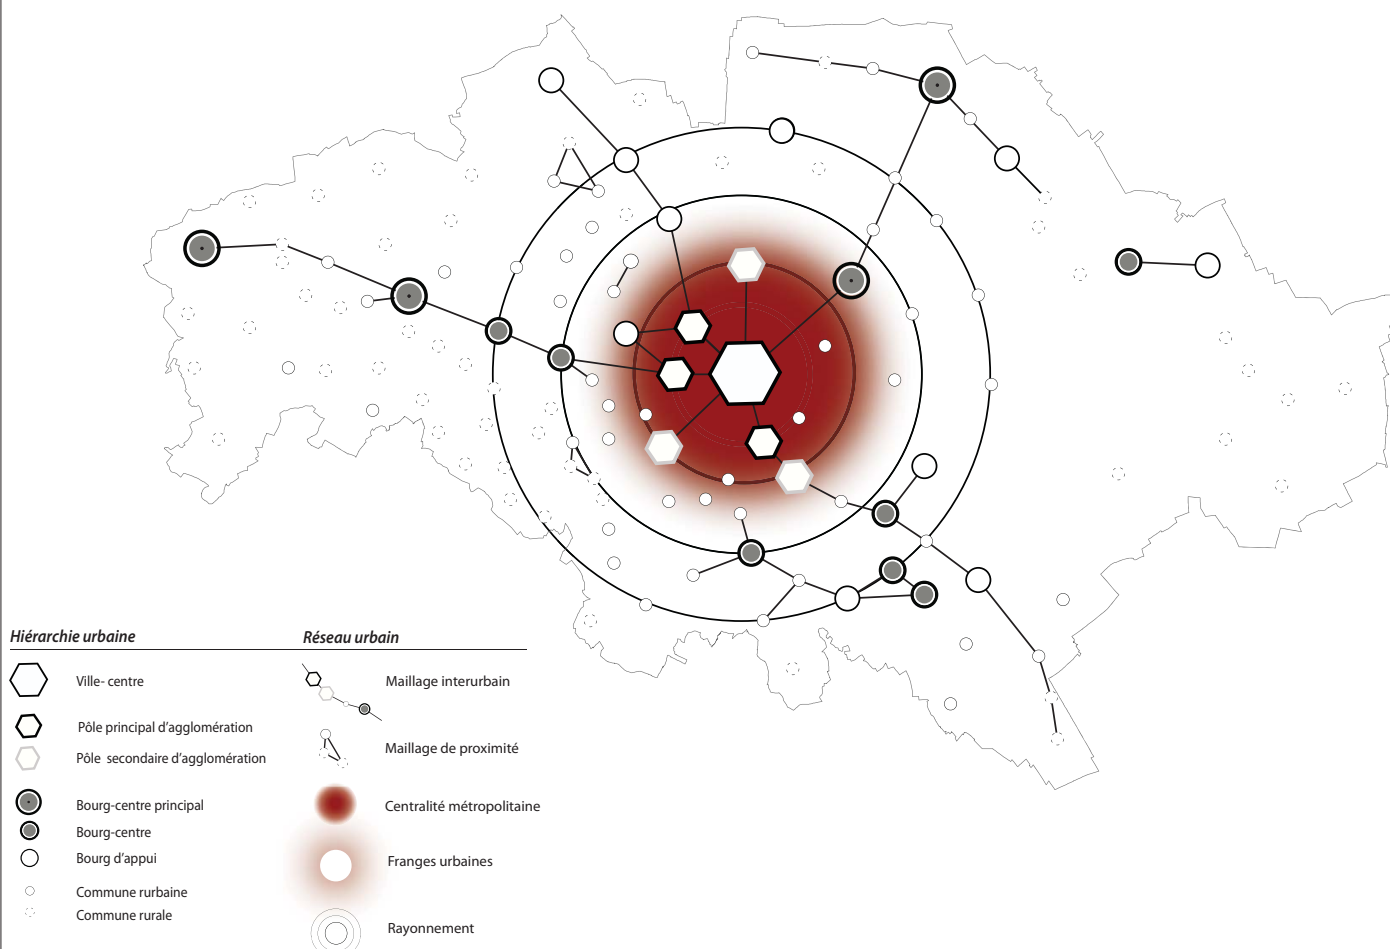 Hiérarchie urbaine
Ville- centre
Pôle principal d'agglomération
Pôle secondaire d'agglomération
Bourg-centre principal
Bourg-centre
Bourg d'appui
Commune rurbaine
Commune rurale
Réseau urbain
Maillage interurbain
Maillage de proximité
Centralité métropolitaine
Franges urbaines
Rayonnement